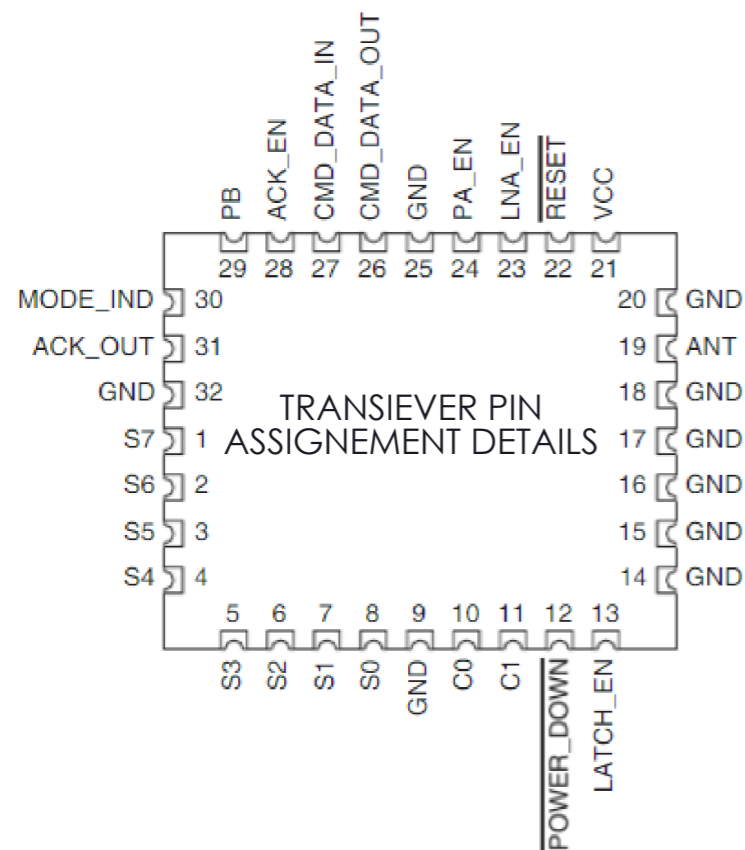 PB
ACK_EN
CMD_DATA_IN
CMD_DATA_OUT
GND
PA_EN
LNA_EN
RESET
VCC
29 28 27 26 25 24 23 22 21
MODE_IND 30 20 GND
ACK_OUT 31 19 ANT
GND 32 18 GND
TRANSIEVER PIN
S7 1 ASSIGNEMENT DETAILS 17 GND
S6 2 16 GND
S5 3 15 GND
S4 4 14 GND
5 6 7 8 9 10 11 12 13
S3
S2
S1
S0
GND
C0
C1
POWER_DOWN
LATCH_EN